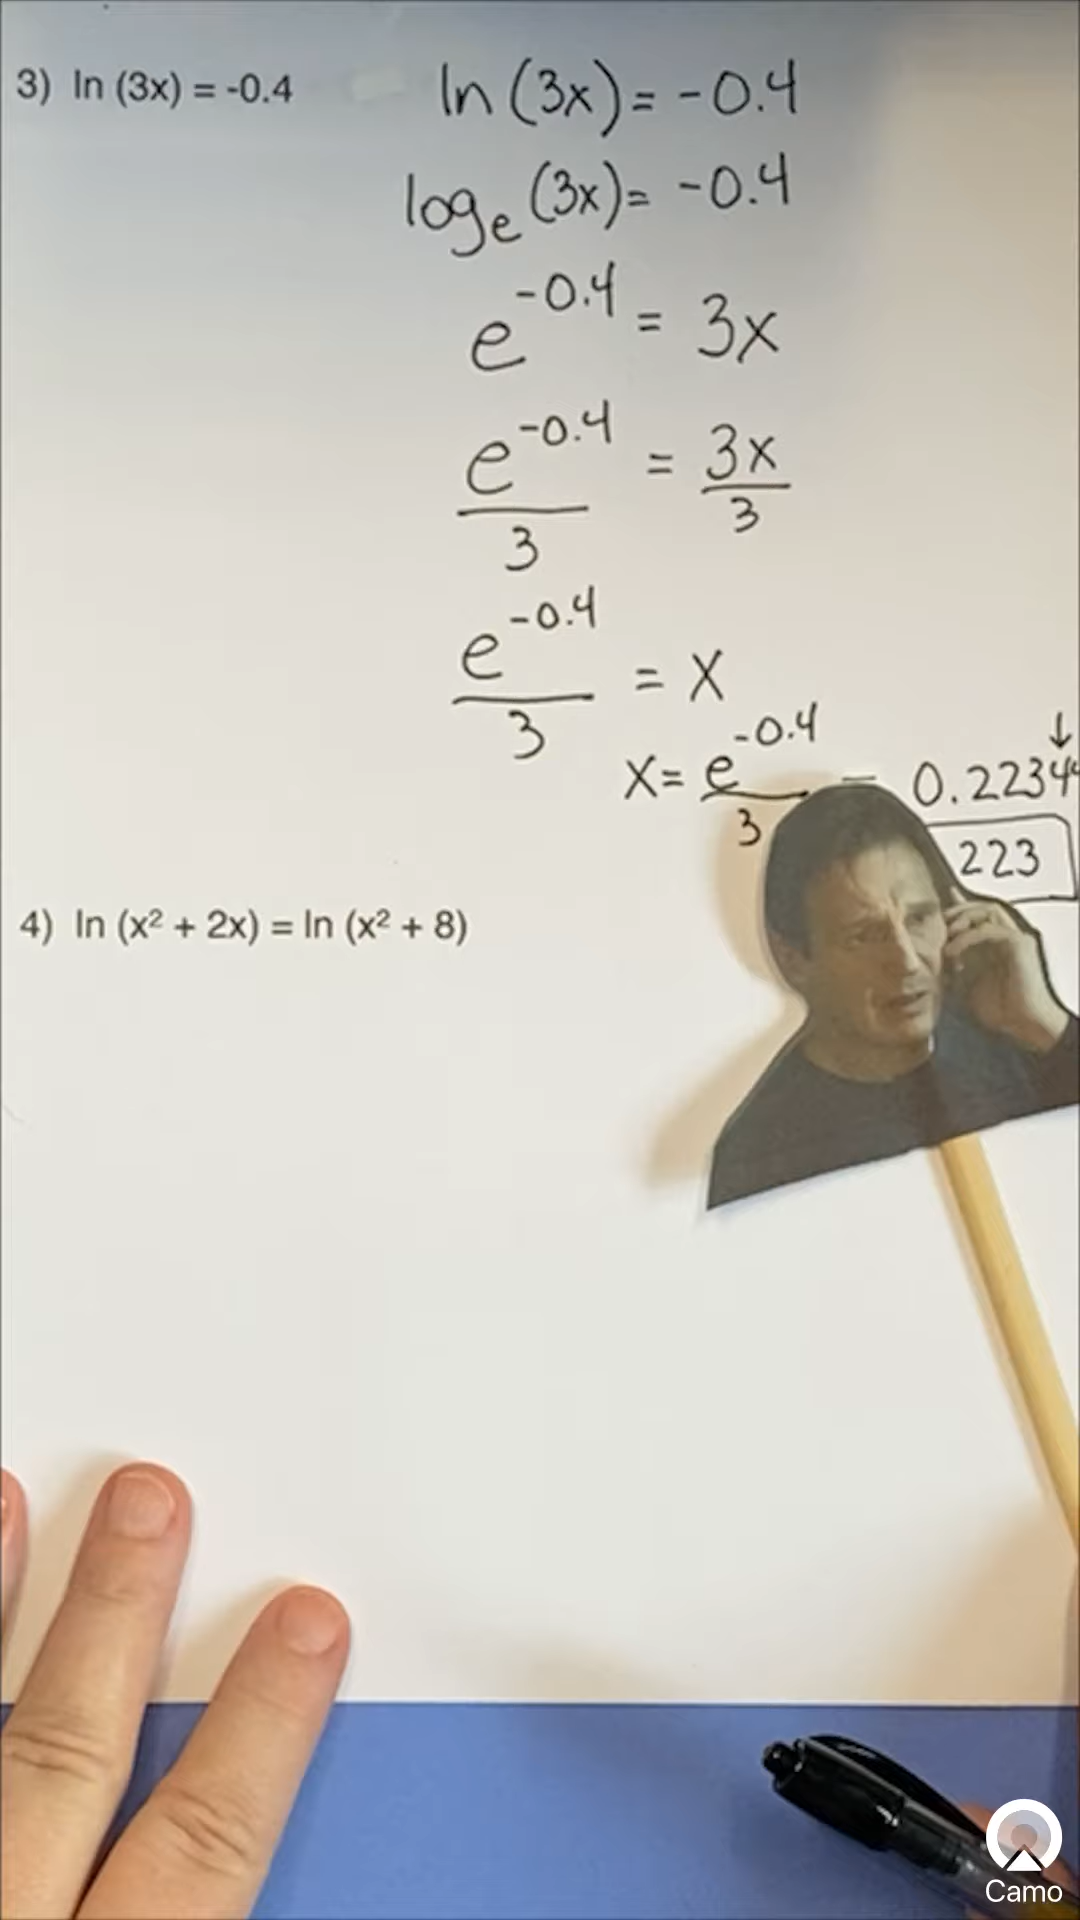 3) ln (3x) = -0.4
ln (3x) = -0.4
logₑ (3x) = -0.4
e^-0.4 = 3x
e^-0.4 / 3 = 3x / 3
e^-0.4 / 3 = x
x = e^-0.4 / 3 = 0.2234
223
4) ln (x² + 2x) = ln (x² + 8)
Camo